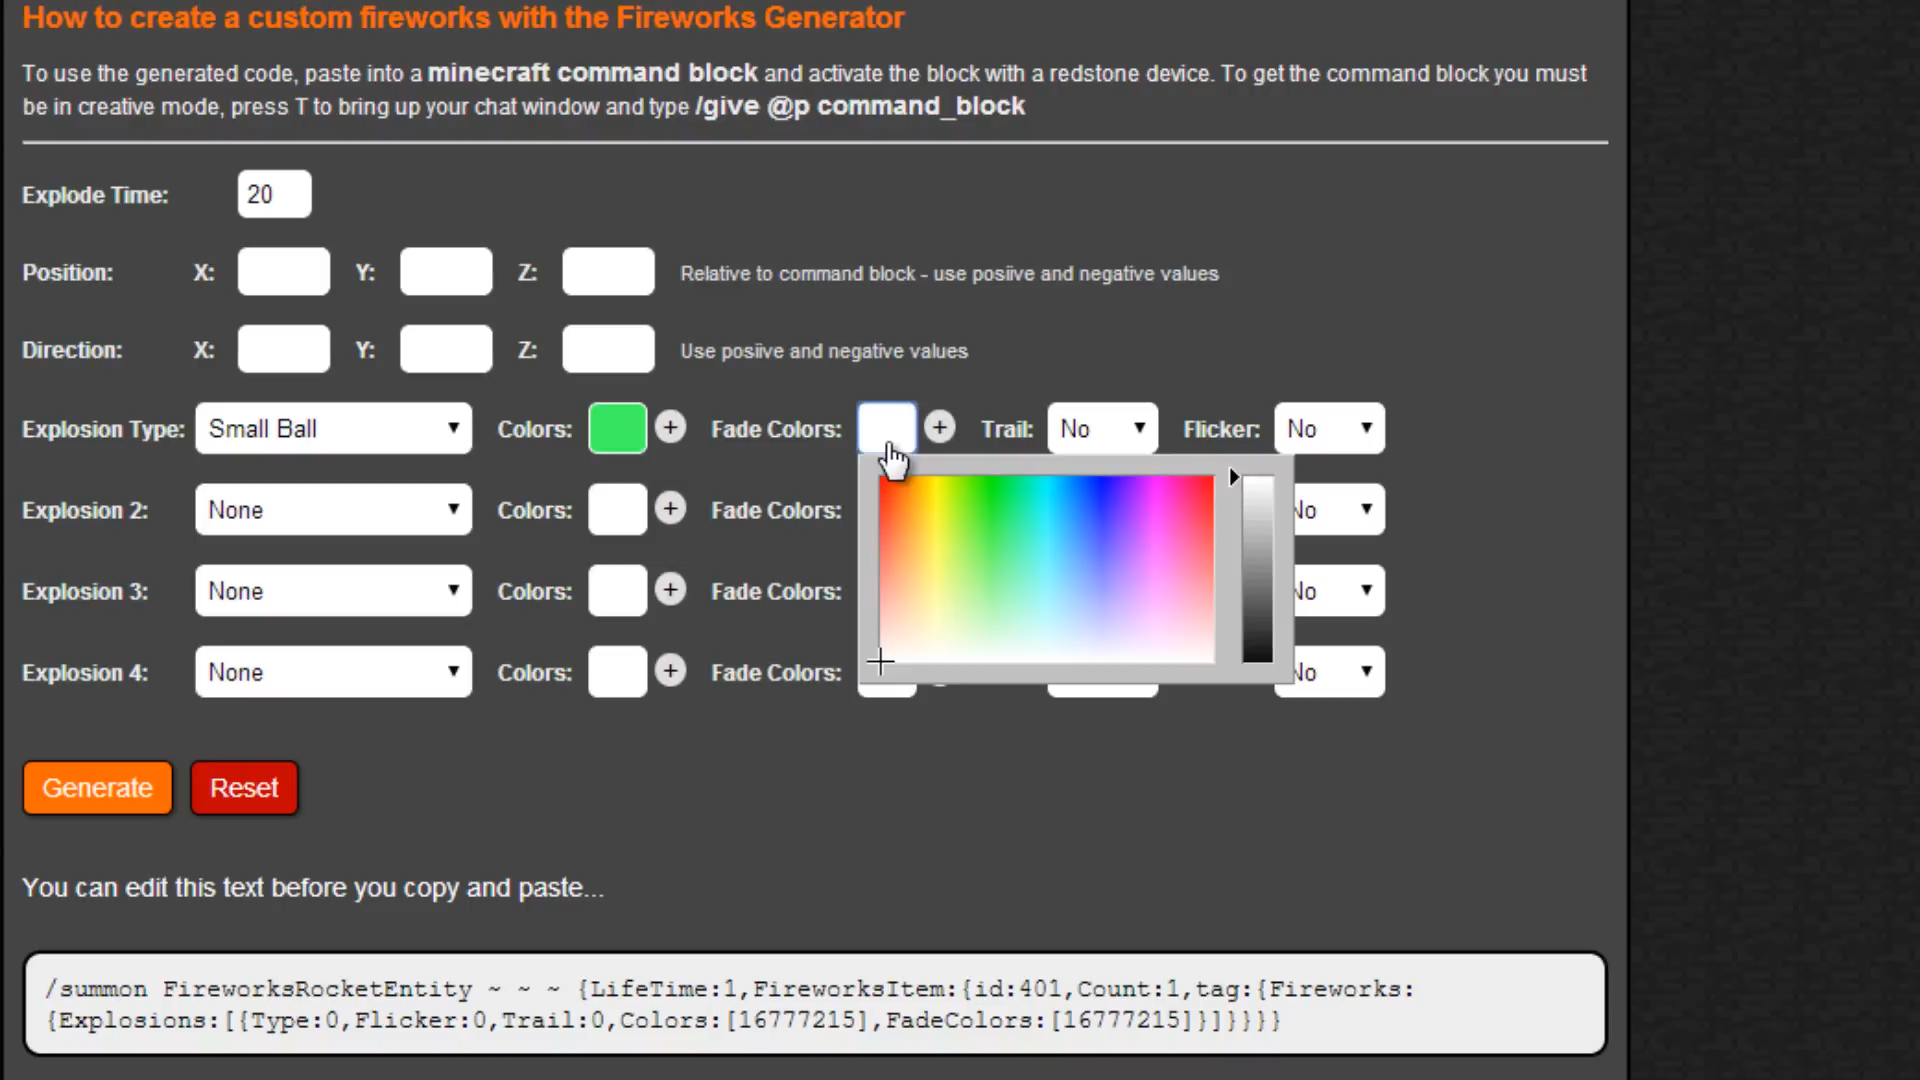 How to create a custom fireworks with the Fireworks Generator
To use the generated code, paste into a minecraft command block and activate the block with a redstone device. To get the command block you must
be in creative mode, press T to bring up your chat window and type /give @p command_block
Explode Time: 20
Position: X: Y: Z: Relative to command block - use posiive and negative values
Direction: X: Y: Z: Use posiive and negative values
Explosion Type: Small Ball Colors: + Fade Colors: + Trail: No Flicker: No
Explosion 2: None Colors: + Fade Colors: No
Explosion 3: None Colors: + Fade Colors: No
Explosion 4: None Colors: + Fade Colors: No
Generate Reset
You can edit this text before you copy and paste...
/summon FireworksRocketEntity ~ ~ ~ {LifeTime:1,FireworksItem:{id:401,Count:1,tag:{Fireworks:
{Explosions:[{Type:0,Flicker:0,Trail:0,Colors:[16777215],FadeColors:[16777215]}]}}}}